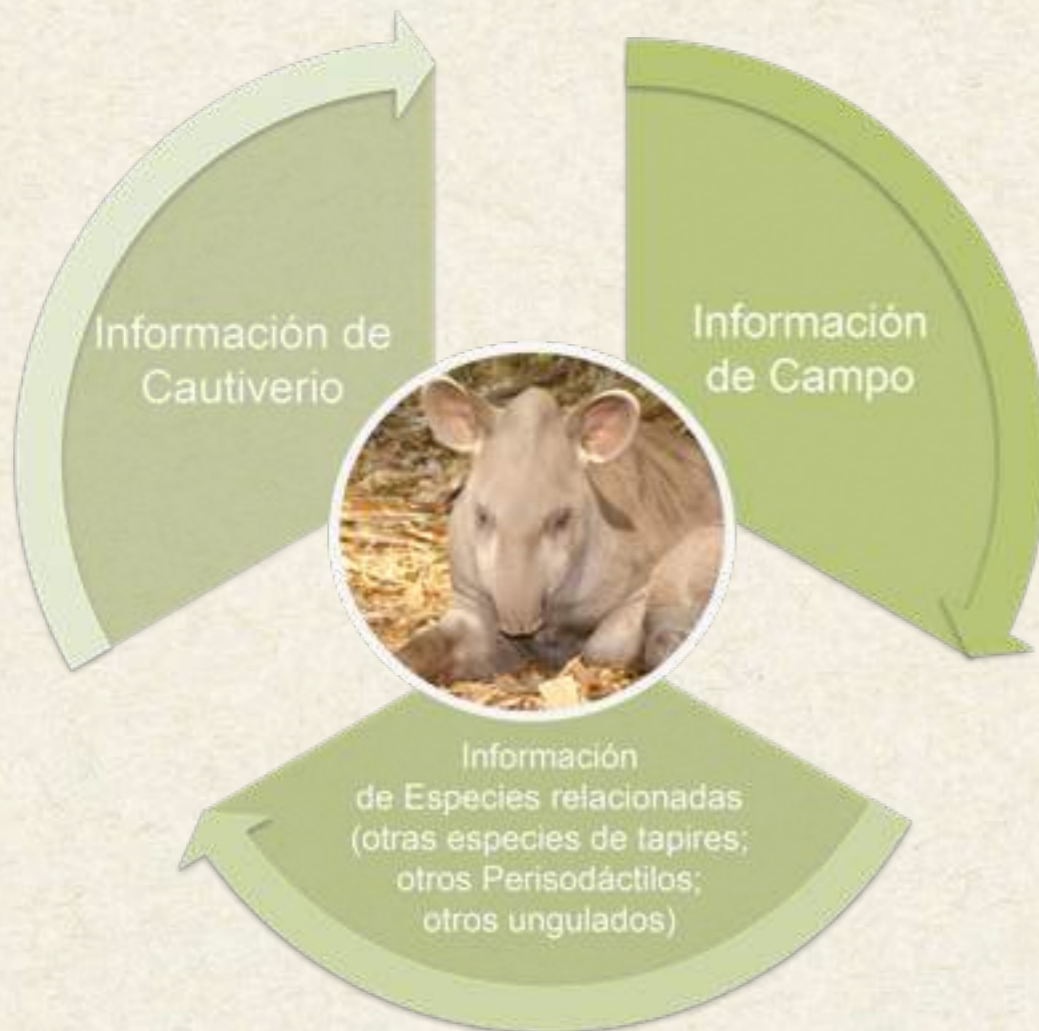 Información de
Cautiverio
Información
de Campo
Información
de Especies relacionadas
(otras especies de tapires;
otros Perisodáctilos;
otros ungulados)